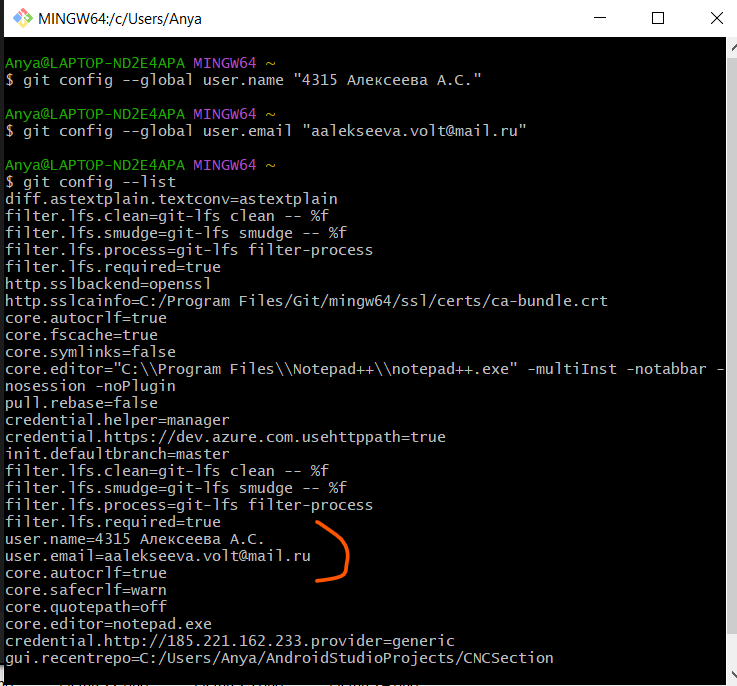 MINGW64:/c/Users/Anya
Anya@LAPTOP-ND2E4APA MINGW64 ~
$ git config --global user.name "4315 Алексеева А.С."
Anya@LAPTOP-ND2E4APA MINGW64 ~
$ git config --global user.email "aalekseeva.volt@mail.ru"
Anya@LAPTOP-ND2E4APA MINGW64 ~
$ git config --list
diff.astextplain.textconv=astextplain
filter.lfs.clean=git-lfs clean -- %f
filter.lfs.smudge=git-lfs smudge -- %f
filter.lfs.process=git-lfs filter-process
filter.lfs.required=true
http.sslbackend=openssl
http.sslcainfo=C:/Program Files/Git/mingw64/ssl/certs/ca-bundle.crt
core.autocrlf=true
core.fscache=true
core.symlinks=false
core.editor="C:\\Program Files\\Notepad++\\notepad++.exe" -multiInst -notabbar -
nosession -noPlugin
pull.rebase=false
credential.helper=manager
credential.https://dev.azure.com.usehttppath=true
init.defaultbranch=master
filter.lfs.clean=git-lfs clean -- %f
filter.lfs.smudge=git-lfs smudge -- %f
filter.lfs.process=git-lfs filter-process
filter.lfs.required=true
user.name=4315 Алексеева А.С.
user.email=aalekseeva.volt@mail.ru
core.autocrlf=true
core.safecrlf=warn
core.quotepath=off
core.editor=notepad.exe
credential.http://185.221.162.233.provider=generic
gui.recentrepo=C:/Users/Anya/AndroidStudioProjects/CNCSection